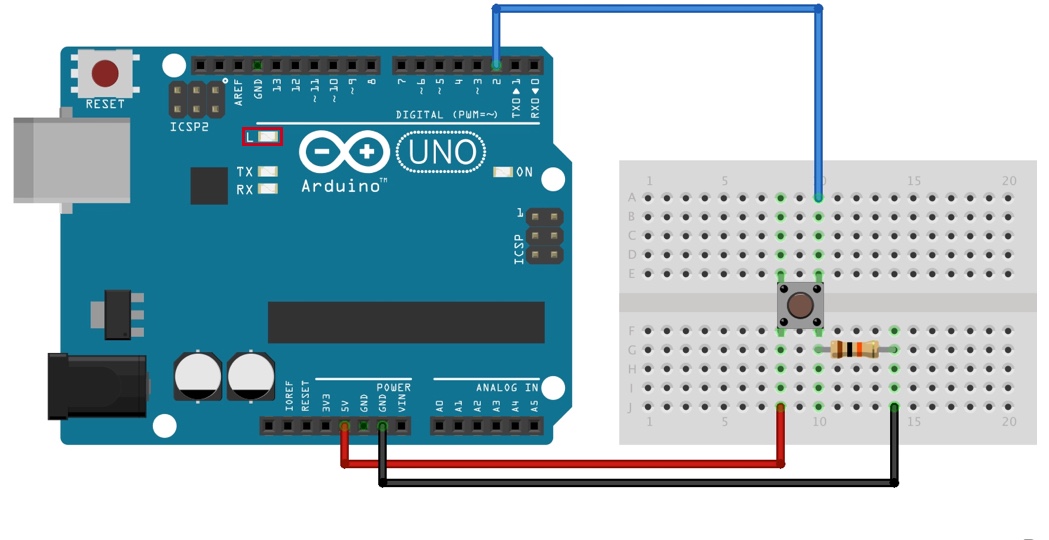 RESET
ICSP2
AREF
GND
13
12
~11
~10
~9
8
7
~6
~5
4
~3
2
TXD▲1
RXD◄0
DIGITAL (PWM=~)
L
TX
RX
Arduino™
UNO
ON
1
ICSP
IOREF
RESET
3V3
5V
GND
GND
VIN
POWER
ANALOG IN
A0
A1
A2
A3
A4
A5
1 5 10 15 20
A
B
C
D
E
F
G
H
I
J
1 5 10 15 20